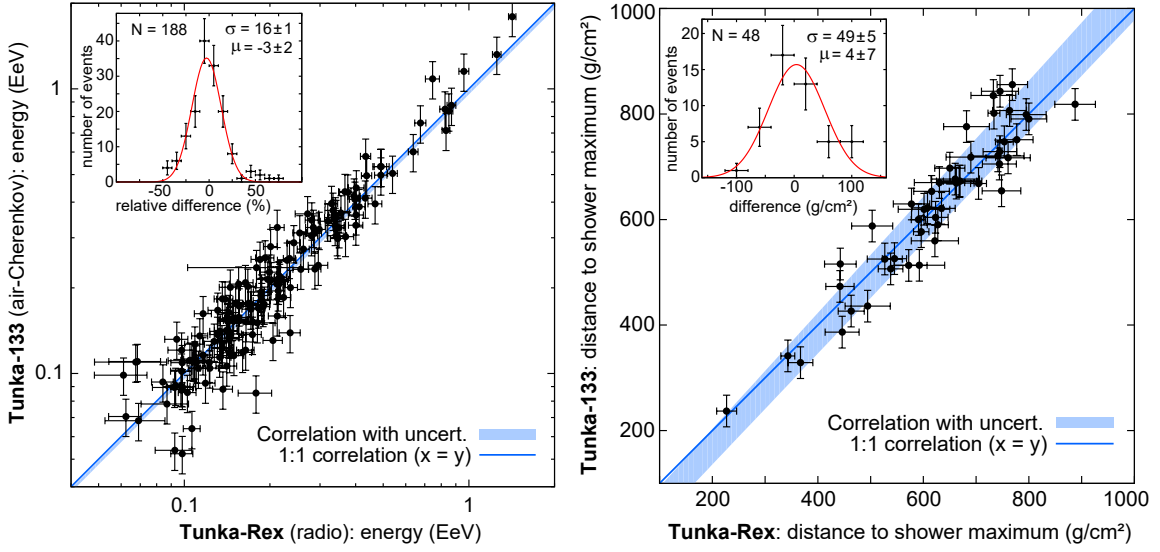 Tunka-133 (air-Cherenkov): energy (EeV)
1
0.1
N = 188
σ = 16±1
μ = -3±2
number of events
40
30
20
10
0
-50
0
50
relative difference (%)
Correlation with uncert.
1:1 correlation (x = y)
0.1
1
Tunka-Rex (radio): energy (EeV)
Tunka-133: distance to shower maximum (g/cm²)
1000
800
600
400
200
N = 48
σ = 49±5
μ = 4±7
number of events
20
15
10
5
0
-100
0
100
difference (g/cm²)
Correlation with uncert.
1:1 correlation (x = y)
200
400
600
800
1000
Tunka-Rex: distance to shower maximum (g/cm²)